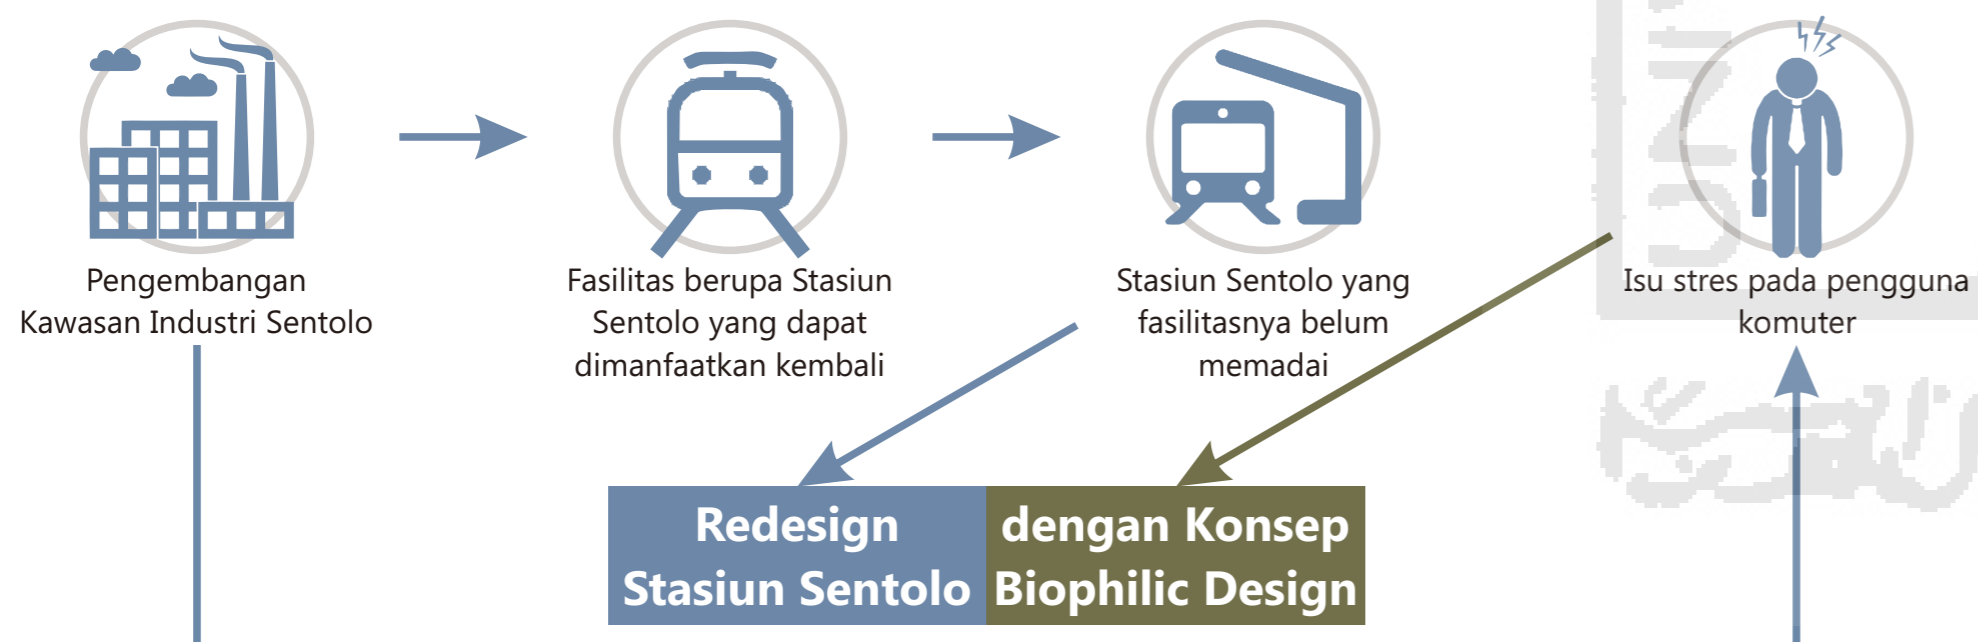 Pengembangan
Kawasan Industri Sentolo
Fasilitas berupa Stasiun
Sentolo yang dapat
dimanfaatkan kembali
Stasiun Sentolo yang
fasilitasnya belum
memadai
Isu stres pada pengguna
komuter
Redesign
Stasiun Sentolo
dengan Konsep
Biophilic Design